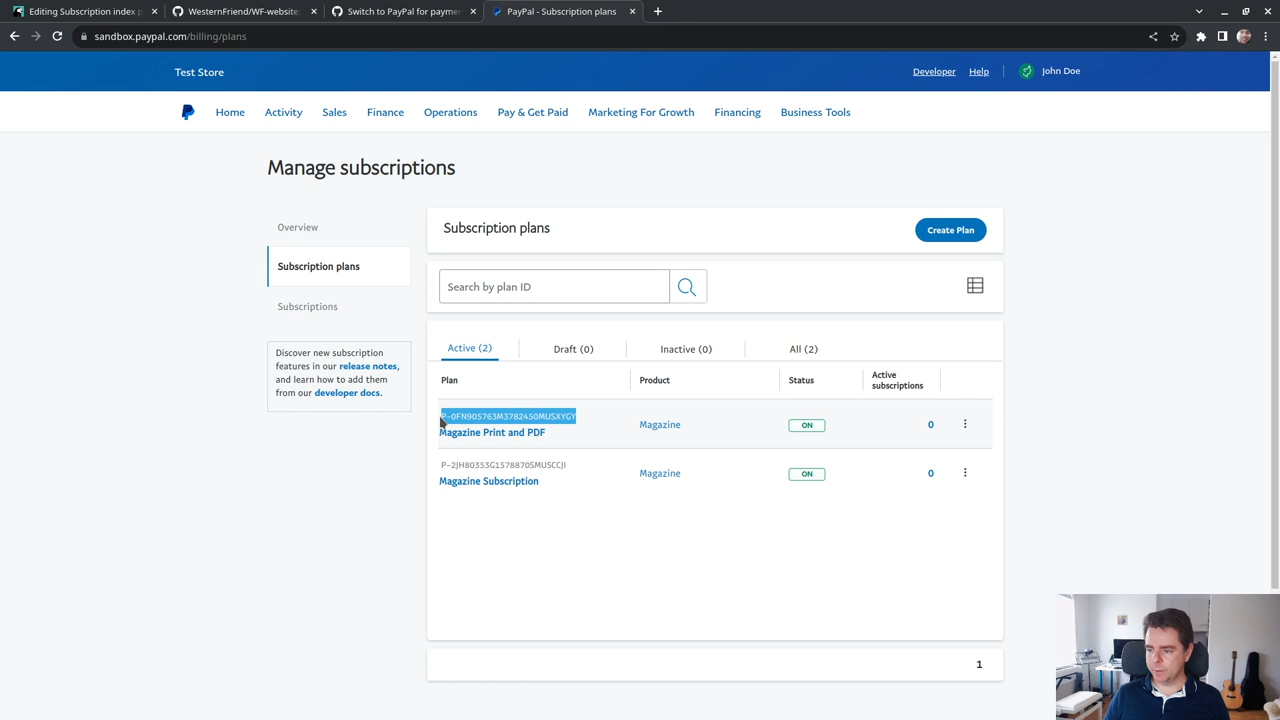 Editing Subscription index p
WesternFriend/WF-website
Switch to PayPal for paymen
PayPal - Subscription plans
sandbox.paypal.com/billing/plans
Test Store
Developer
Help
John Doe
Home
Activity
Sales
Finance
Operations
Pay & Get Paid
Marketing For Growth
Financing
Business Tools
Manage subscriptions
Overview
Subscription plans
Subscriptions
Discover new subscription
features in our release notes,
and learn how to add them
from our developer docs.
Subscription plans
Create Plan
Search by plan ID
Active (2)
Draft (0)
Inactive (0)
All (2)
Plan
Product
Status
Active
subscriptions
P-0FN905763M3782450MUSXYGY
Magazine Print and PDF
Magazine
ON
0
P-2JH80353G1578870SMUSCCJI
Magazine Subscription
Magazine
ON
0
1